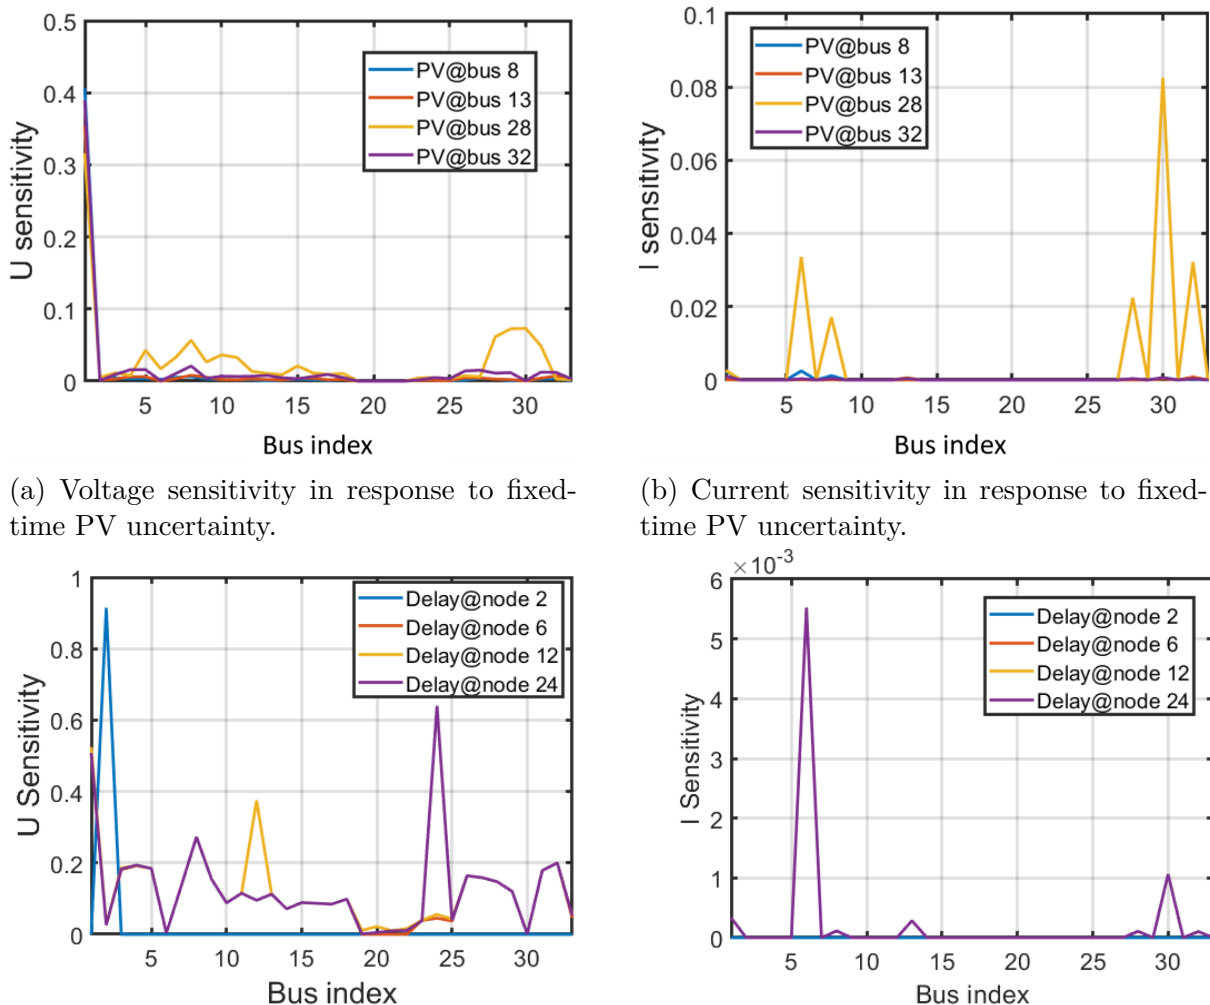 0.5
0.4
0.3
0.2
0.1
0
U sensitivity
PV@bus 8
PV@bus 13
PV@bus 28
PV@bus 32
5 10 15 20 25 30
Bus index
0.1
0.08
0.06
0.04
0.02
0
I sensitivity
PV@bus 8
PV@bus 13
PV@bus 28
PV@bus 32
5 10 15 20 25 30
Bus index
(a) Voltage sensitivity in response to fixed-
time PV uncertainty.
(b) Current sensitivity in response to fixed-
time PV uncertainty.
1
0.8
0.6
0.4
0.2
0
U Sensitivity
Delay@node 2
Delay@node 6
Delay@node 12
Delay@node 24
5 10 15 20 25 30
Bus index
×10⁻³
6
5
4
3
2
1
0
I Sensitivity
Delay@node 2
Delay@node 6
Delay@node 12
Delay@node 24
5 10 15 20 25 30
Bus index